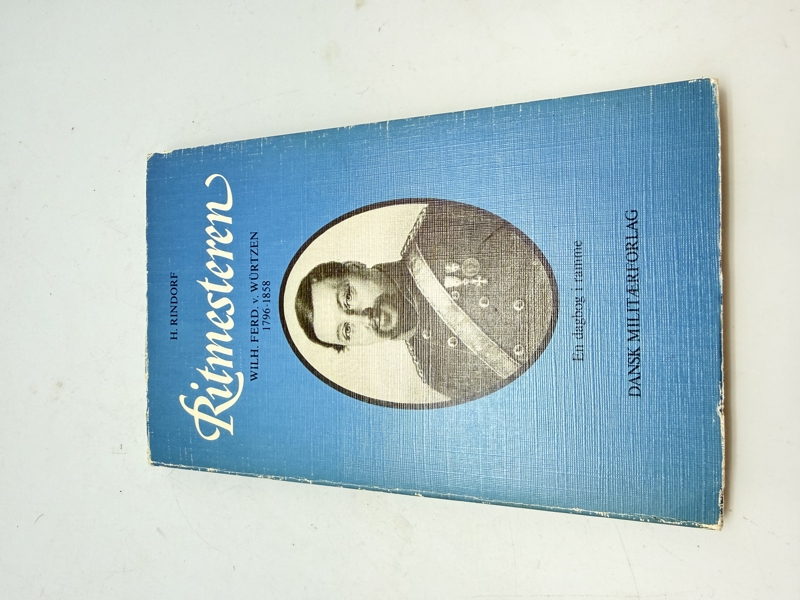 H. RINDORF
Ritmesteren
WILH. FERD. v. WÜRTZEN
1796-1858
En dagbog i ramme
DANSK MILITÆRFORLAG